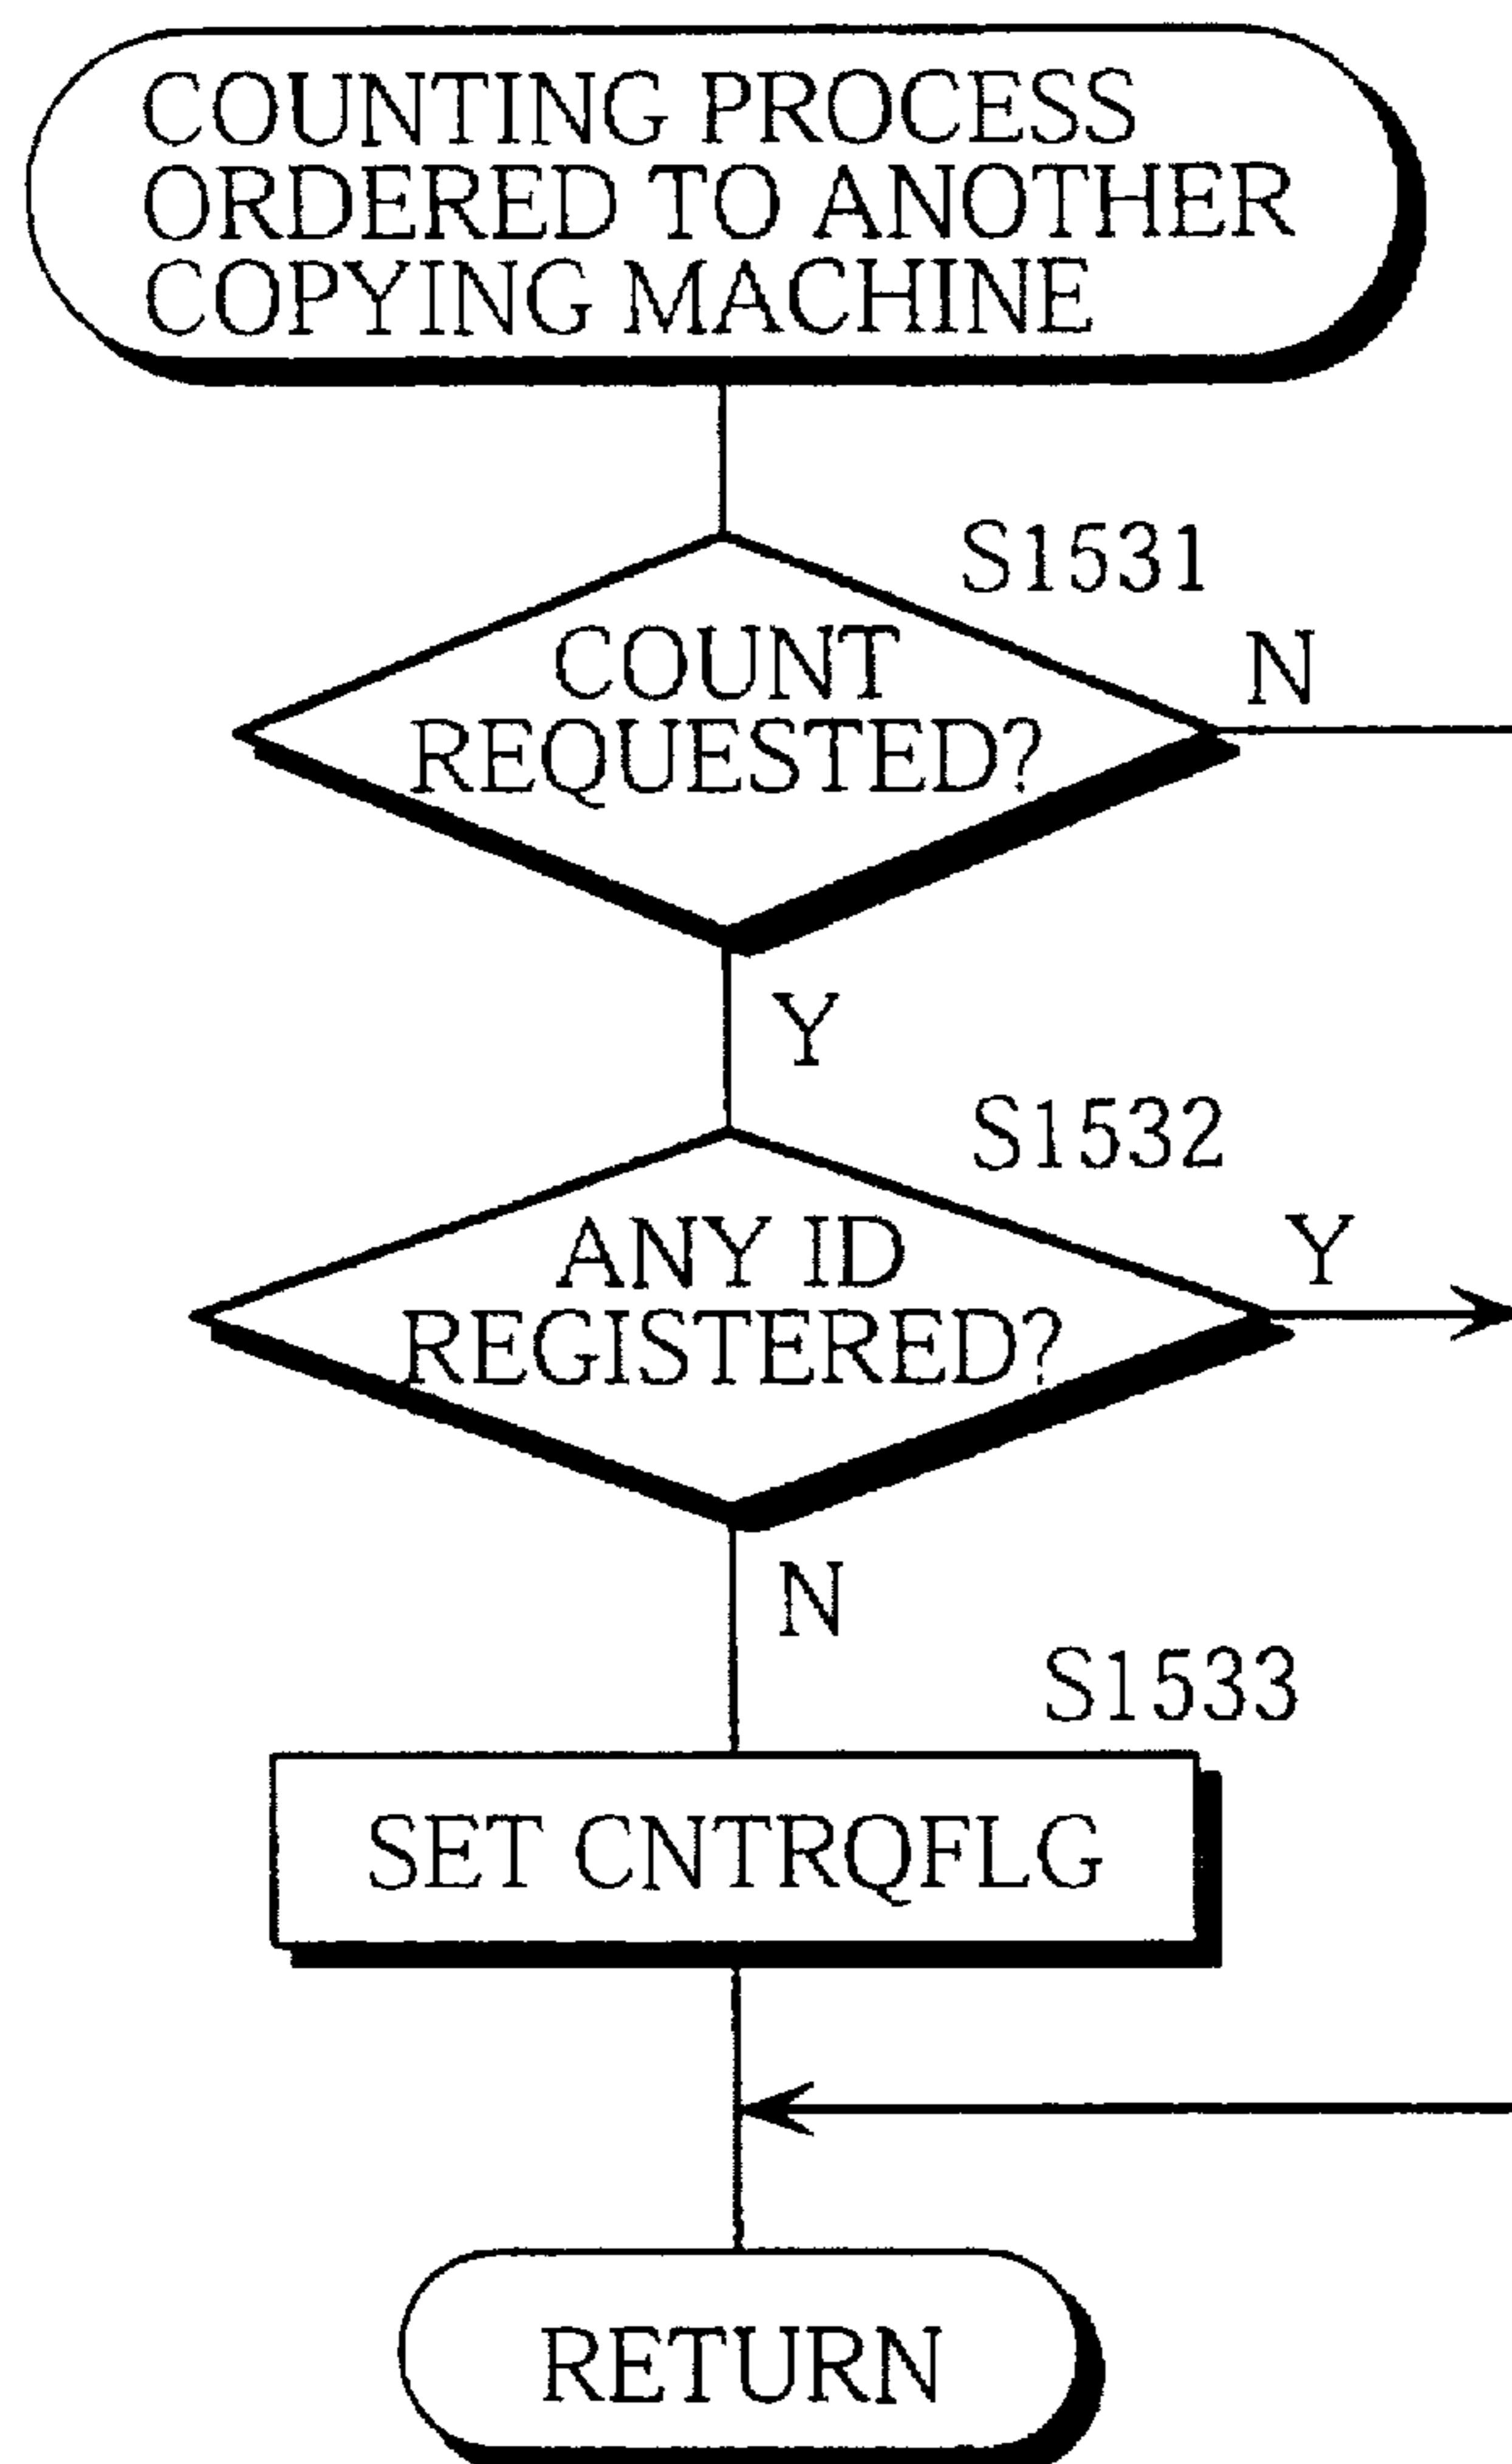 COUNTING PROCESS
ORDERED TO ANOTHER
COPYING MACHINE
S1531
COUNT
REQUESTED?
N
Y
S1532
ANY ID
REGISTERED?
Y
N
S1533
SET CNTRQFLG
RETURN